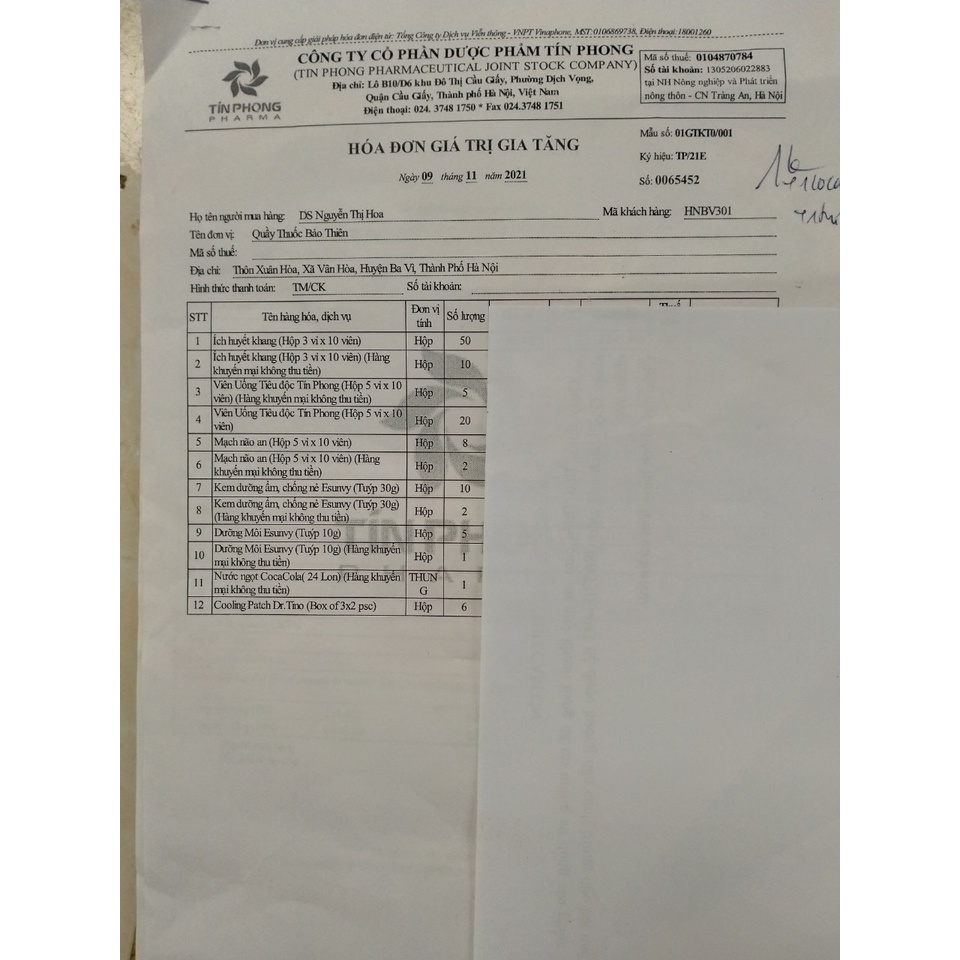 Đơn vị cung cấp giải pháp hóa đơn điện tử: Tổng Công ty Dịch vụ Viễn thông - VNPT Vinaphone, MST: 0106869738, Điện thoại: 18001260
TÍN PHONG
PHARMA
CÔNG TY CỔ PHẦN DƯỢC PHẨM TÍN PHONG
(TIN PHONG PHARMACEUTICAL JOINT STOCK COMPANY)
Địa chỉ: Lô B10/D6 khu Đô Thị Cầu Giấy, Phường Dịch Vọng,
Quận Cầu Giấy, Thành phố Hà Nội, Việt Nam
Điện thoại: 024. 3748 1750 * Fax 024.3748 1751
Mã số thuế: 0104870784
Số tài khoản: 1305206022883
tại NH Nông nghiệp và Phát triển
nông thôn - CN Tràng An, Hà Nội
HÓA ĐƠN GIÁ TRỊ GIA TĂNG
Ngày 09 tháng 11 năm 2021
Mẫu số: 01GTKT0/001
Ký hiệu: TP/21E
Số: 0065452
Họ tên người mua hàng: DS Nguyễn Thị Hoa Mã khách hàng: HNBV301
Tên đơn vị: Quầy Thuốc Bảo Thiên
Mã số thuế:
Địa chỉ: Thôn Xuân Hòa, Xã Vân Hòa, Huyện Ba Vì, Thành Phố Hà Nội
Hình thức thanh toán: TM/CK Số tài khoản:
STT Tên hàng hóa, dịch vụ Đơn vị tính Số lượng
1 Ích huyết khang (Hộp 3 vỉ x 10 viên) Hộp 50
2 Ích huyết khang (Hộp 3 vỉ x 10 viên) (Hàng
khuyến mại không thu tiền) Hộp 10
3 Viên Uống Tiêu độc Tín Phong (Hộp 5 vỉ x 10
viên) (Hàng khuyến mại không thu tiền) Hộp 5
4 Viên Uống Tiêu độc Tín Phong (Hộp 5 vỉ x 10
viên) Hộp 20
5 Mạch não an (Hộp 5 vỉ x 10 viên) Hộp 8
6 Mạch não an (Hộp 5 vỉ x 10 viên) (Hàng
khuyến mại không thu tiền) Hộp 2
7 Kem dưỡng ẩm, chống nẻ Esunvy (Tuýp 30g) Hộp 10
8 Kem dưỡng ẩm, chống nẻ Esunvy (Tuýp 30g)
(Hàng khuyến mại không thu tiền) Hộp 2
9 Dưỡng Môi Esunvy (Tuýp 10g) Hộp 5
10 Dưỡng Môi Esunvy (Tuýp 10g) (Hàng khuyến
mại không thu tiền) Hộp 1
11 Nước ngọt CocaCola( 24 Lon) (Hàng khuyến
mại không thu tiền) THUNG 1
12 Cooling Patch Dr.Tino (Box of 3x2 psc) Hộp 6